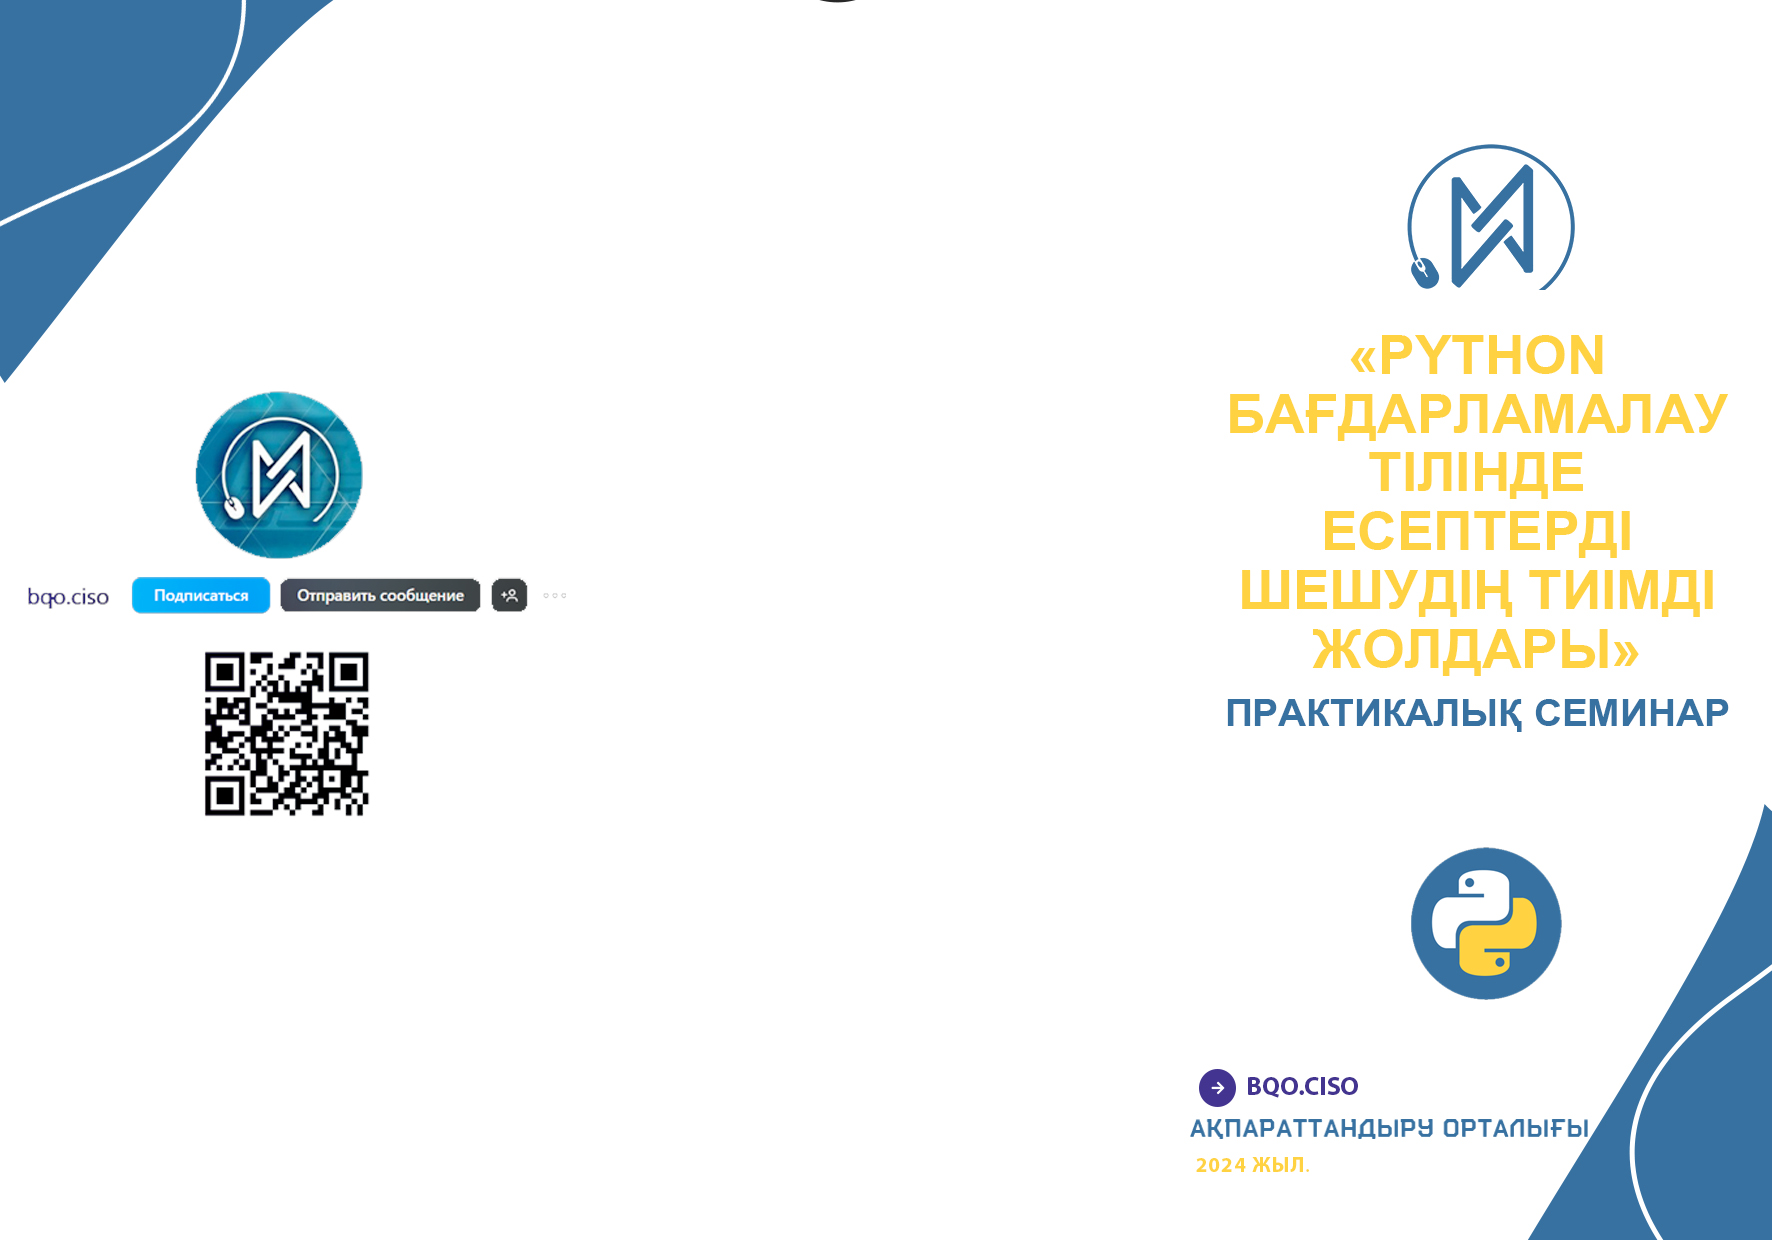 bqo.ciso
Подписаться
Отправить сообщение
«PYTHON
БАҒДАРЛАМАЛАУ
ТІЛІНДЕ
ЕСЕПТЕРДІ
ШЕШУДІҢ ТИІМДІ
ЖОЛДАРЫ»
ПРАКТИКАЛЫҚ СЕМИНАР
BQO.CISO
АҚПАРАТТАНДЫРУ ОРТАЛЫҒЫ
2024 ЖЫЛ.